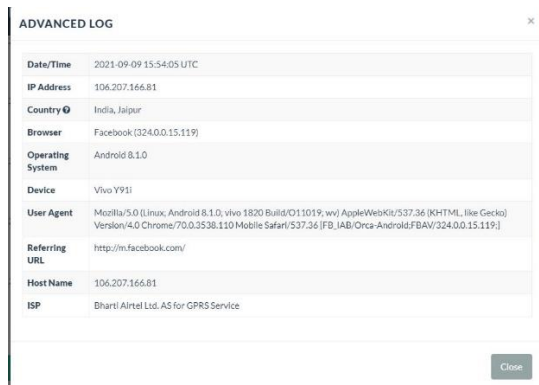 ADVANCED LOG ×
Date/Time 2021-09-09 15:54:05 UTC
IP Address 106.207.166.81
Country India, Jaipur
Browser Facebook (324.0.0.15.119)
Operating Android 8.1.0
System
Device Vivo Y91i
User Agent Mozilla/5.0 (Linux; Android 8.1.0; vivo 1820 Build/O11019; wv) AppleWebKit/537.36 (KHTML, like Gecko)
Version/4.0 Chrome/70.0.3538.110 Mobile Safari/537.36 [FB_IAB/Orca-Android;FBAV/324.0.0.15.119;]
Referring http://m.facebook.com/
URL
Host Name 106.207.166.81
ISP Bharti Airtel Ltd. AS for GPRS Service
Close